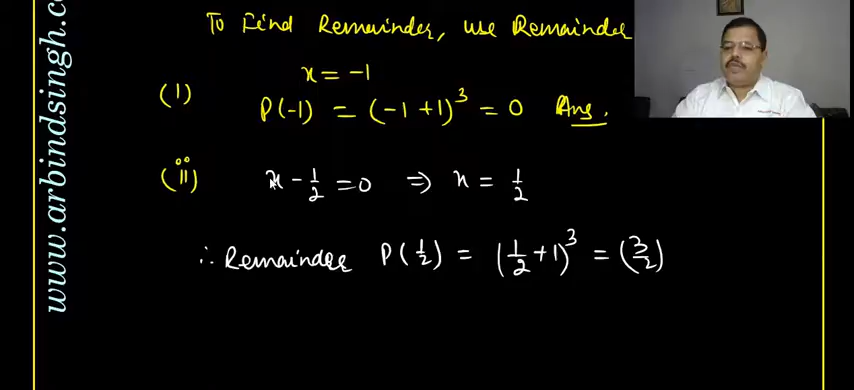 To Find Remainder, use Remainder
x = -1
(1) P(-1) = (-1+1)³ = 0 Ans.
(ii) x - 1/2 = 0 ⇒ x = 1/2
∴ Remainder P(1/2) = (1/2 + 1)³ = (3/2)
www.arbindsingh.c